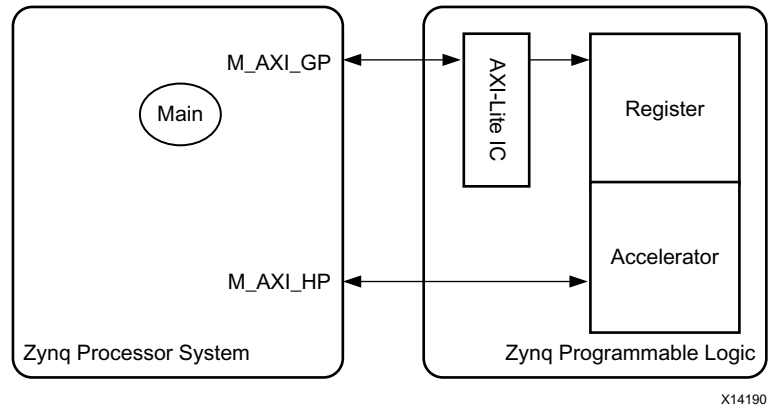 M_AXI_GP
AXI-Lite IC
Main
Register
M_AXI_HP
Accelerator
Zynq Processor System
Zynq Programmable Logic
X14190